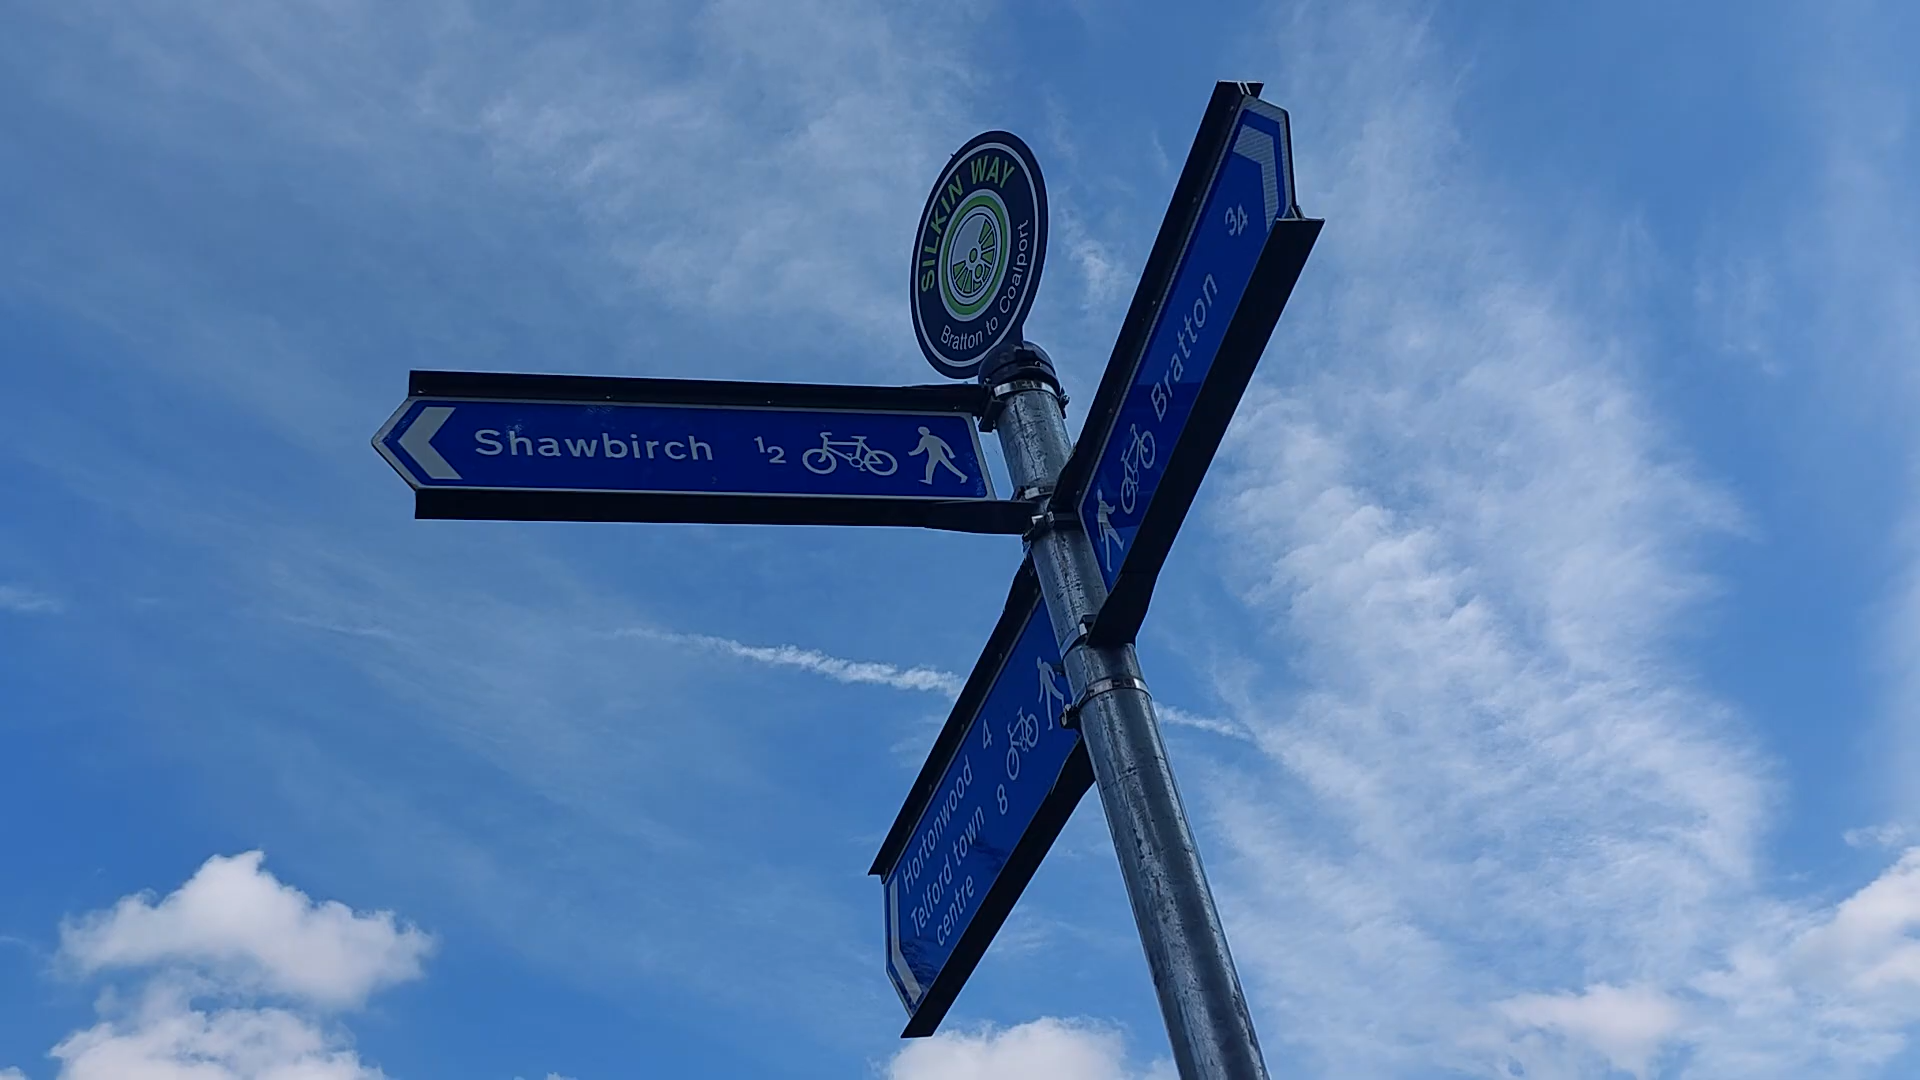 SILKIN WAY
Bratton to Coalport
Shawbirch ½
Bratton ¾
Hortonwood 4
Telford town 8
centre